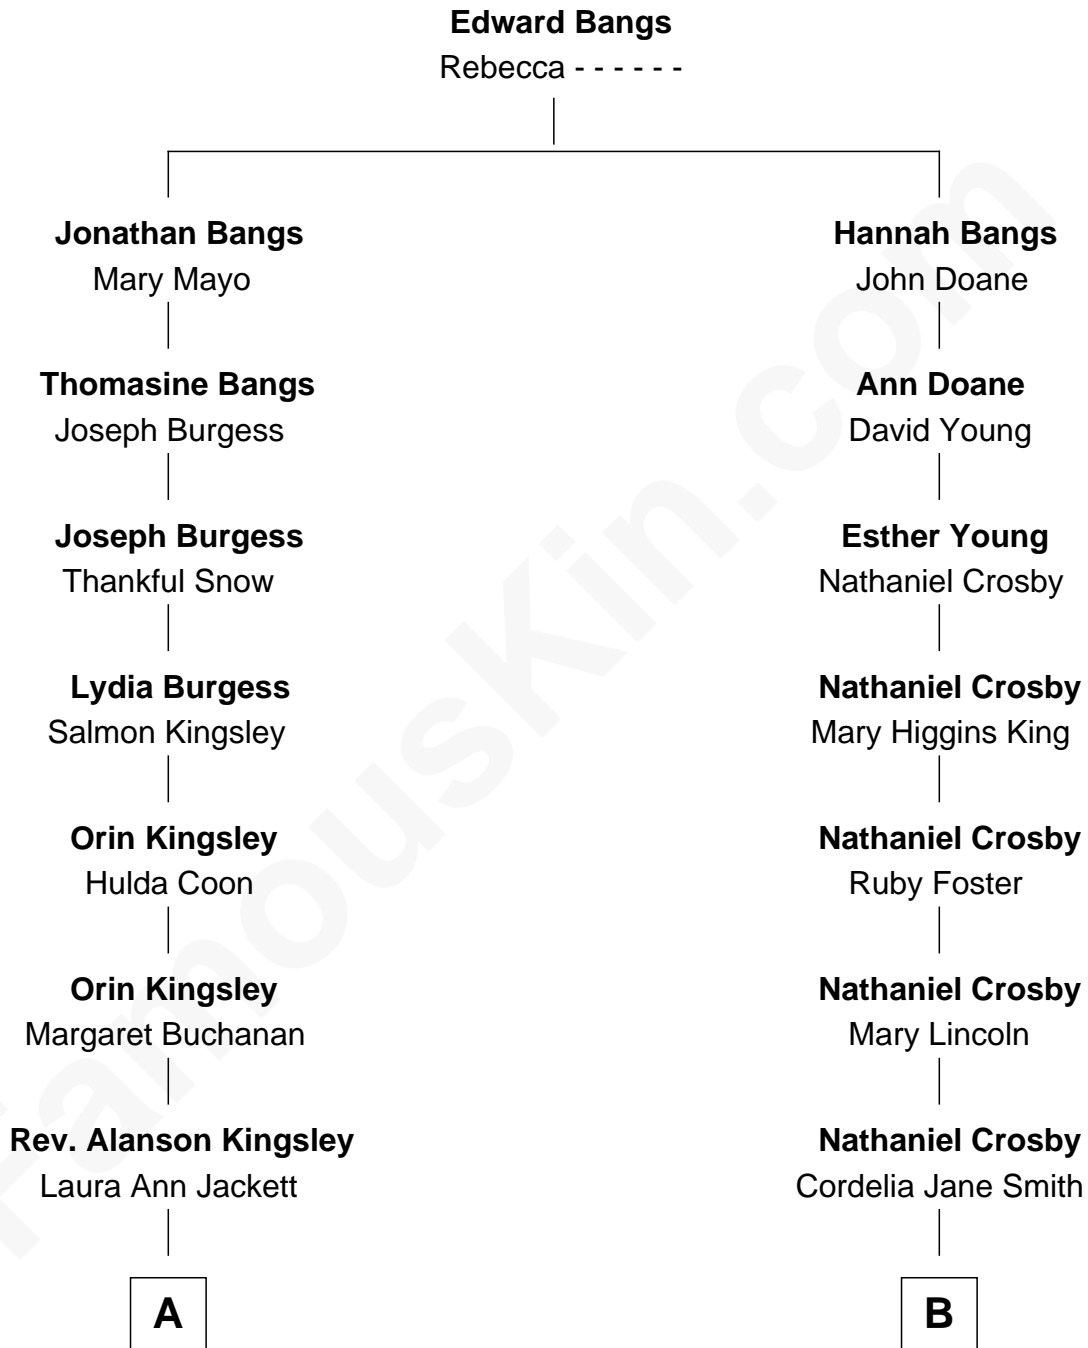 Edward Bangs
Rebecca - - - - - -
Jonathan Bangs
Mary Mayo
Hannah Bangs
John Doane
Thomasine Bangs
Joseph Burgess
Ann Doane
David Young
Joseph Burgess
Thankful Snow
Esther Young
Nathaniel Crosby
Lydia Burgess
Salmon Kingsley
Nathaniel Crosby
Mary Higgins King
Orin Kingsley
Hulda Coon
Nathaniel Crosby
Ruby Foster
Orin Kingsley
Margaret Buchanan
Nathaniel Crosby
Mary Lincoln
Rev. Alanson Kingsley
Laura Ann Jackett
Nathaniel Crosby
Cordelia Jane Smith
A
B
FamousKin.com